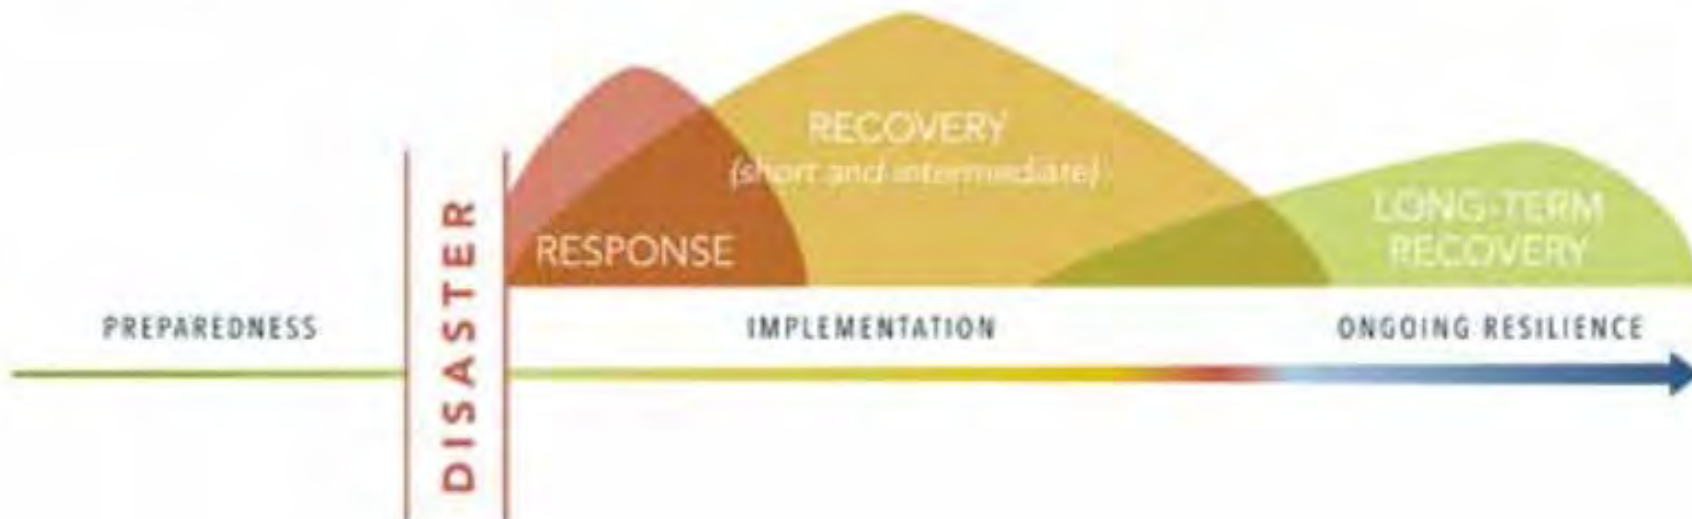 RECOVERY
(short and intermediate)
RESPONSE
LONG-TERM
RECOVERY
DISASTER
PREPAREDNESS
IMPLEMENTATION
ONGOING RESILIENCE